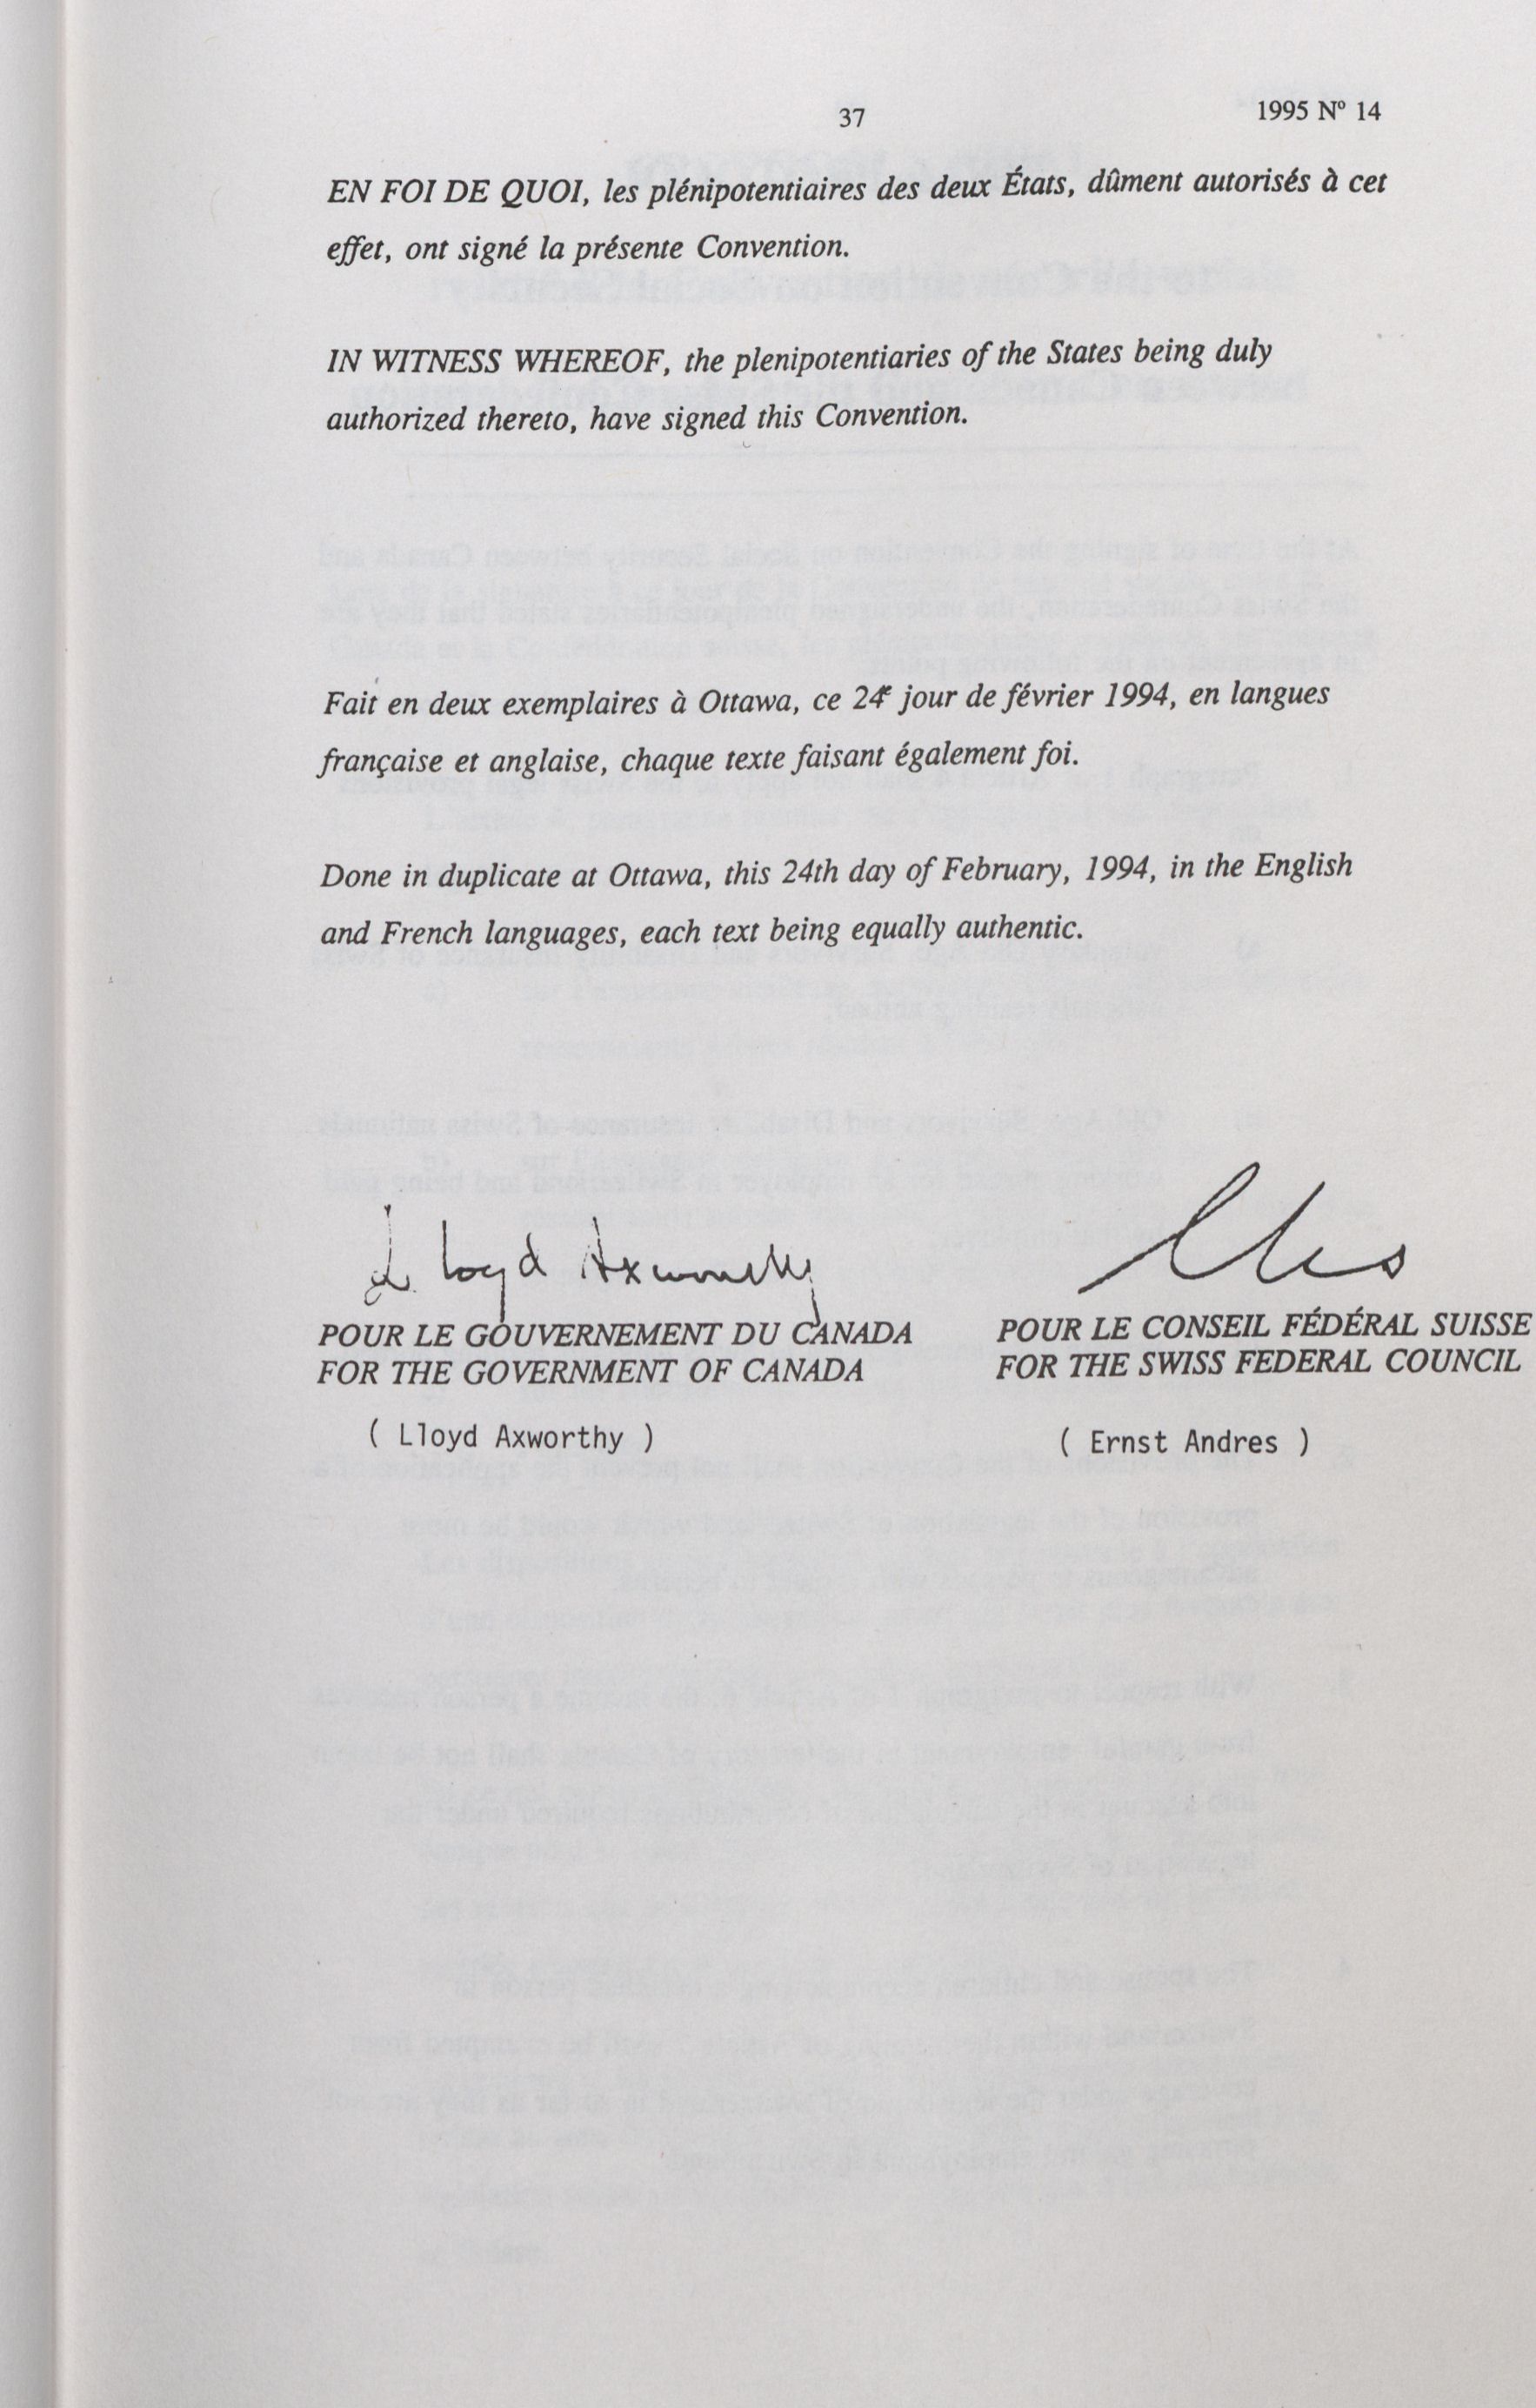 37
1995 Nº 14
EN FOI DE QUOI, les plénipotentiaires des deux États, dûment autorisés à cet
effet, ont signé la présente Convention.
IN WITNESS WHEREOF, the plenipotentiaries of the States being duly
authorized thereto, have signed this Convention.
Fait en deux exemplaires à Ottawa, ce 24e jour de février 1994, en langues
française et anglaise, chaque texte faisant également foi.
Done in duplicate at Ottawa, this 24th day of February, 1994, in the English
and French languages, each text being equally authentic.
Lloyd Axworthy
POUR LE GOUVERNEMENT DU CANADA
FOR THE GOVERNMENT OF CANADA
( Lloyd Axworthy )
POUR LE CONSEIL FÉDÉRAL SUISSE
FOR THE SWISS FEDERAL COUNCIL
( Ernst Andres )